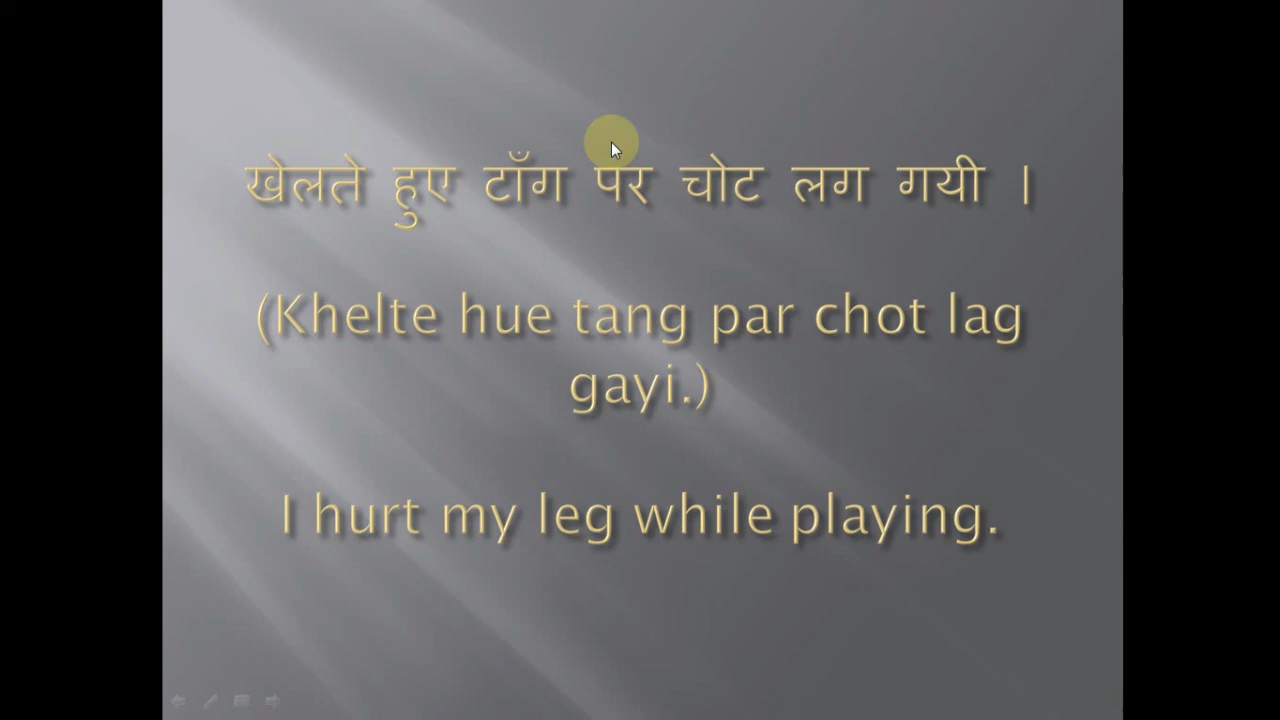 खेलते हुए टाँग पर चोट लग गयी ।
(Khelte hue tang par chot lag
gayi.)
I hurt my leg while playing.